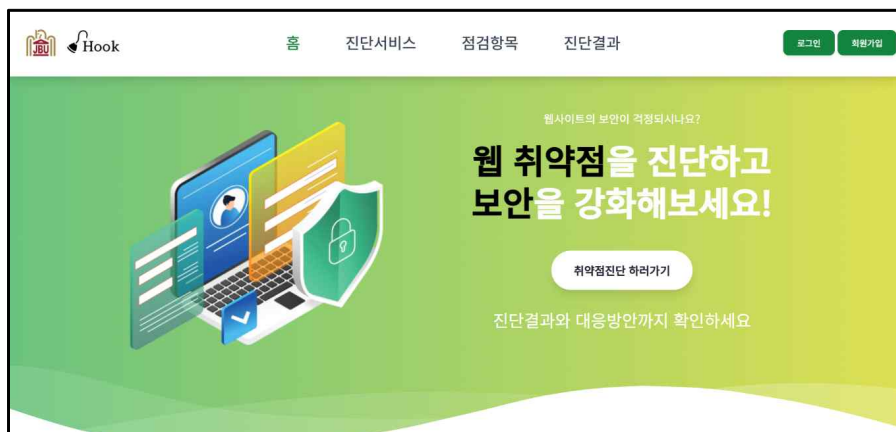 JBU Hook
홈 진단서비스 점검항목 진단결과
로그인 회원가입
웹사이트의 보안이 걱정되시나요?
웹 취약점을 진단하고
보안을 강화해보세요!
취약점진단 하러가기
진단결과와 대응방안까지 확인하세요